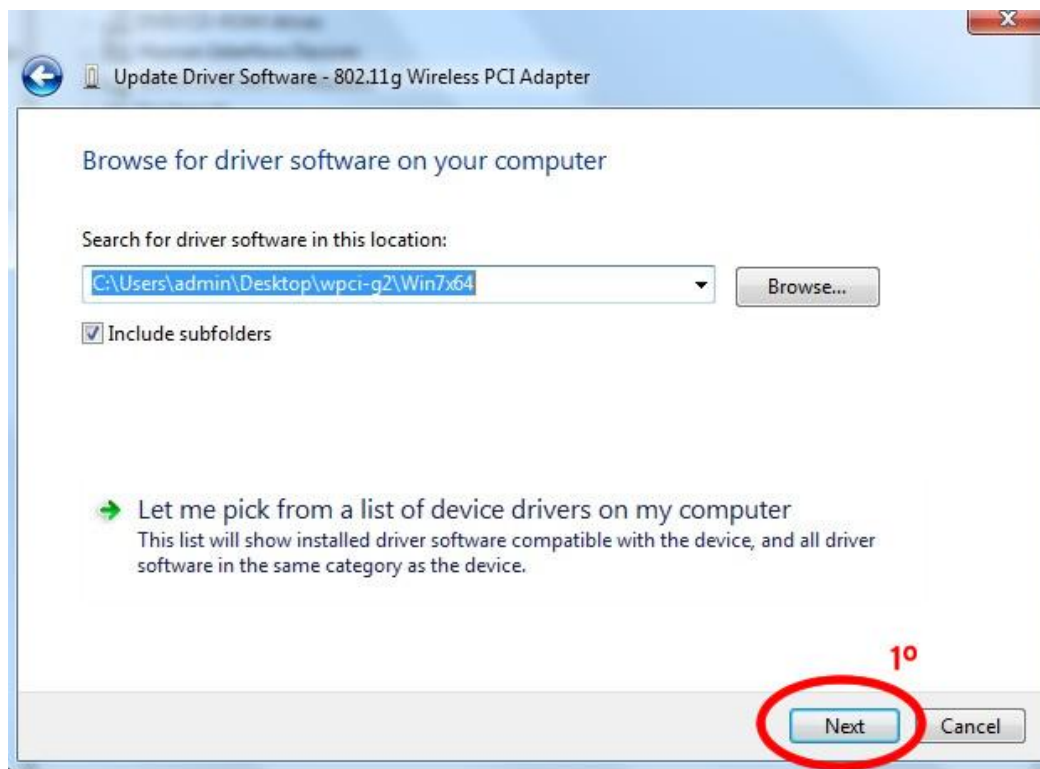 Update Driver Software - 802.11g Wireless PCI Adapter
Browse for driver software on your computer
Search for driver software in this location:
C:\Users\admin\Desktop\wpci-g2\Win7x64
Browse...
Include subfolders
Let me pick from a list of device drivers on my computer
This list will show installed driver software compatible with the device, and all driver
software in the same category as the device.
1º
Next
Cancel